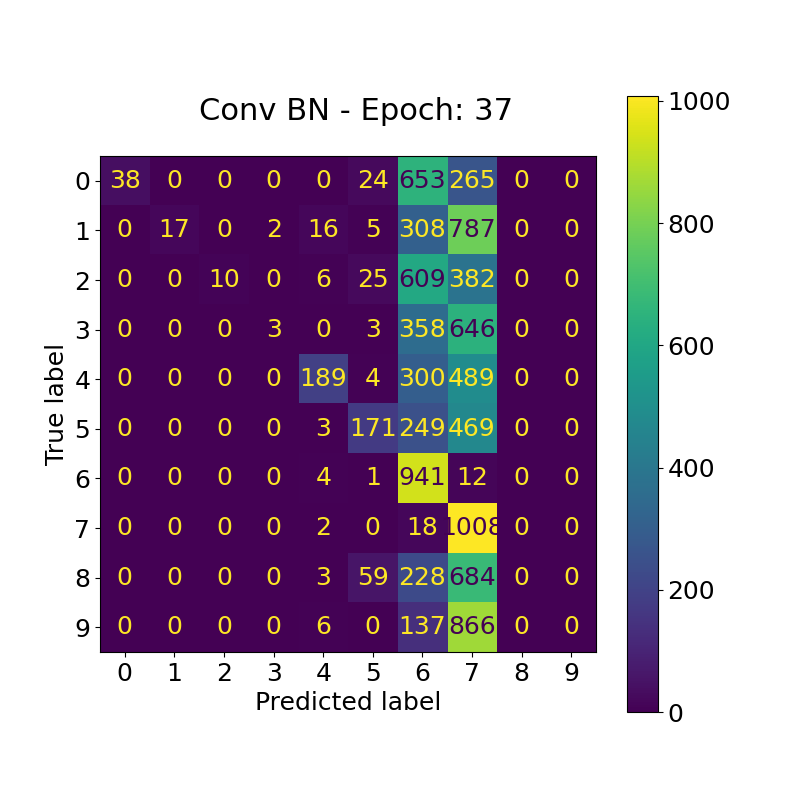 Conv BN - Epoch: 37
0 38 0 0 0 0 24 653 265 0 0
1 0 17 0 2 16 5 308 787 0 0
2 0 0 10 0 6 25 609 382 0 0
3 0 0 0 3 0 3 358 646 0 0
4 0 0 0 0 189 4 300 489 0 0
5 0 0 0 0 3 171 249 469 0 0
6 0 0 0 0 4 1 941 12 0 0
7 0 0 0 0 2 0 18 1008 0 0
8 0 0 0 0 3 59 228 684 0 0
9 0 0 0 0 6 0 137 866 0 0
0 1 2 3 4 5 6 7 8 9
Predicted label
True label
1000
800
600
400
200
0